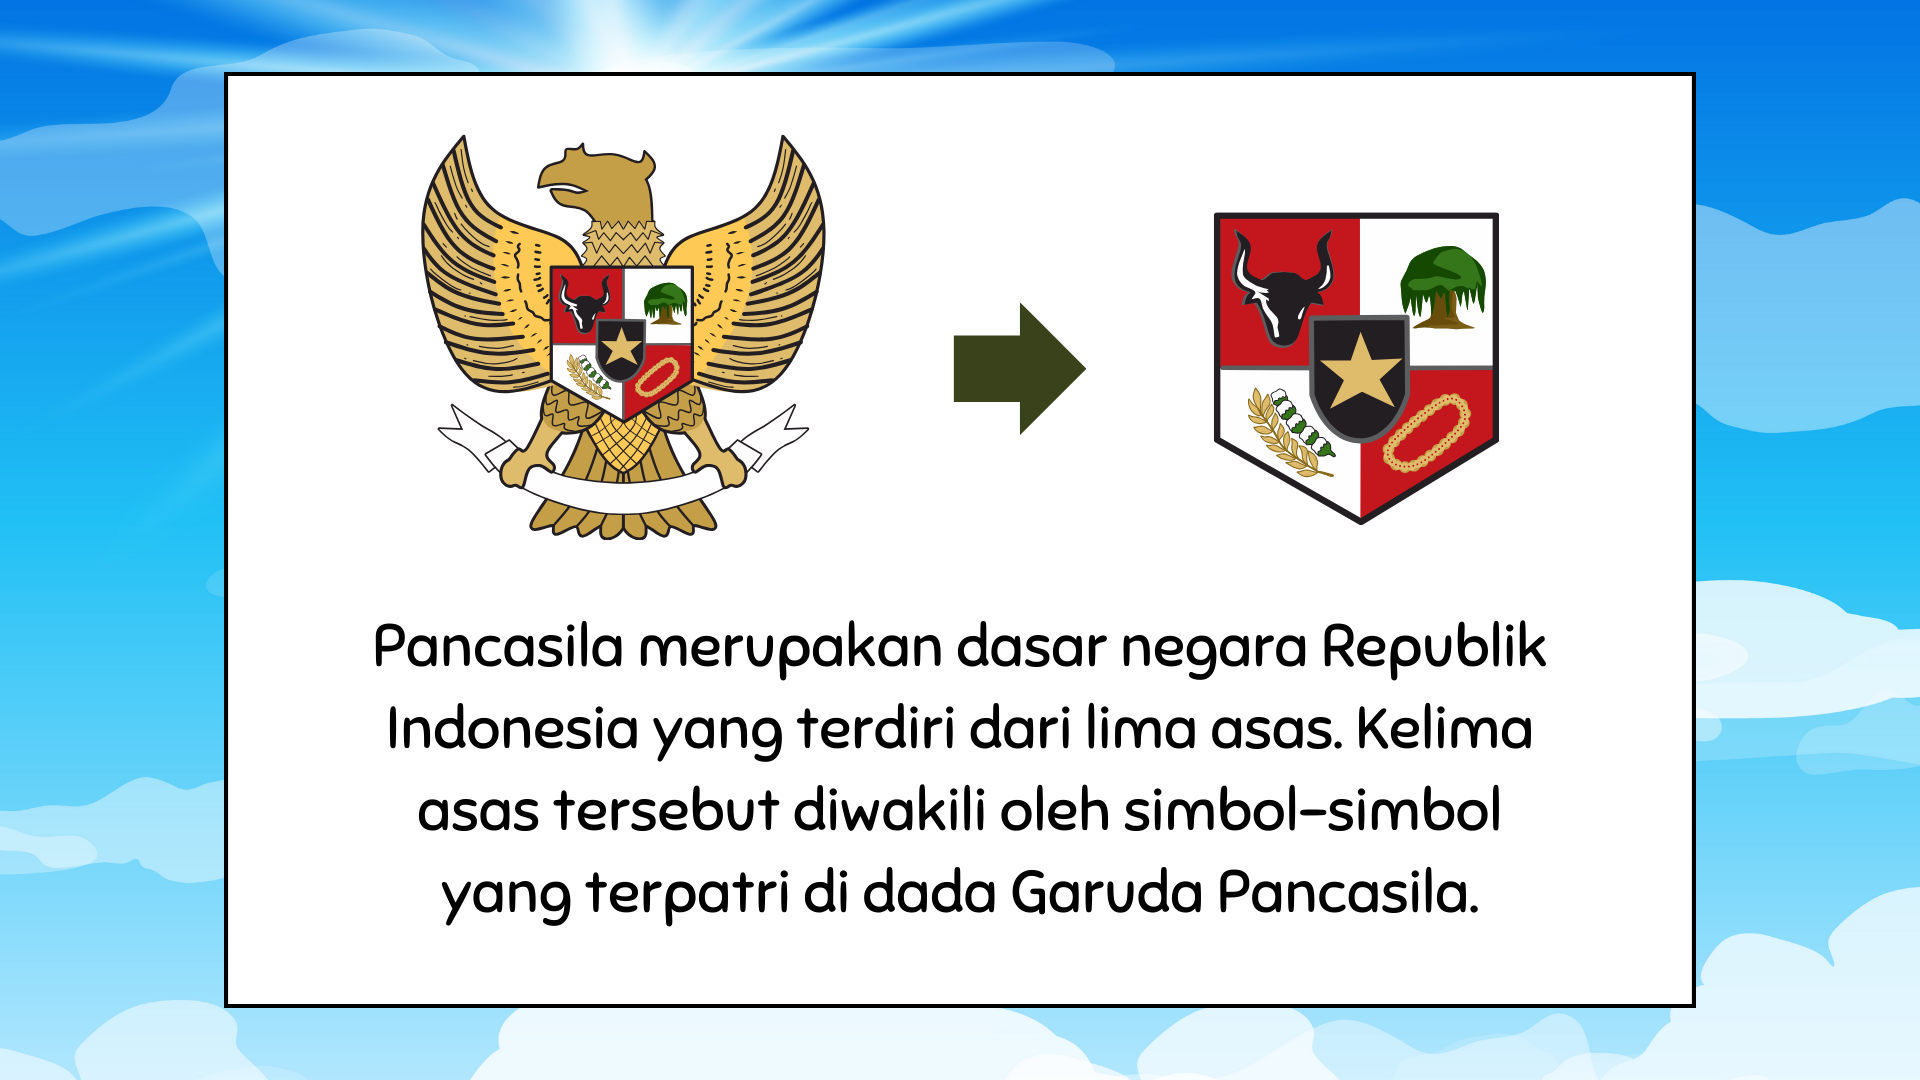 Pancasila merupakan dasar negara Republik
Indonesia yang terdiri dari lima asas. Kelima
asas tersebut diwakili oleh simbol-simbol
yang terpatri di dada Garuda Pancasila.